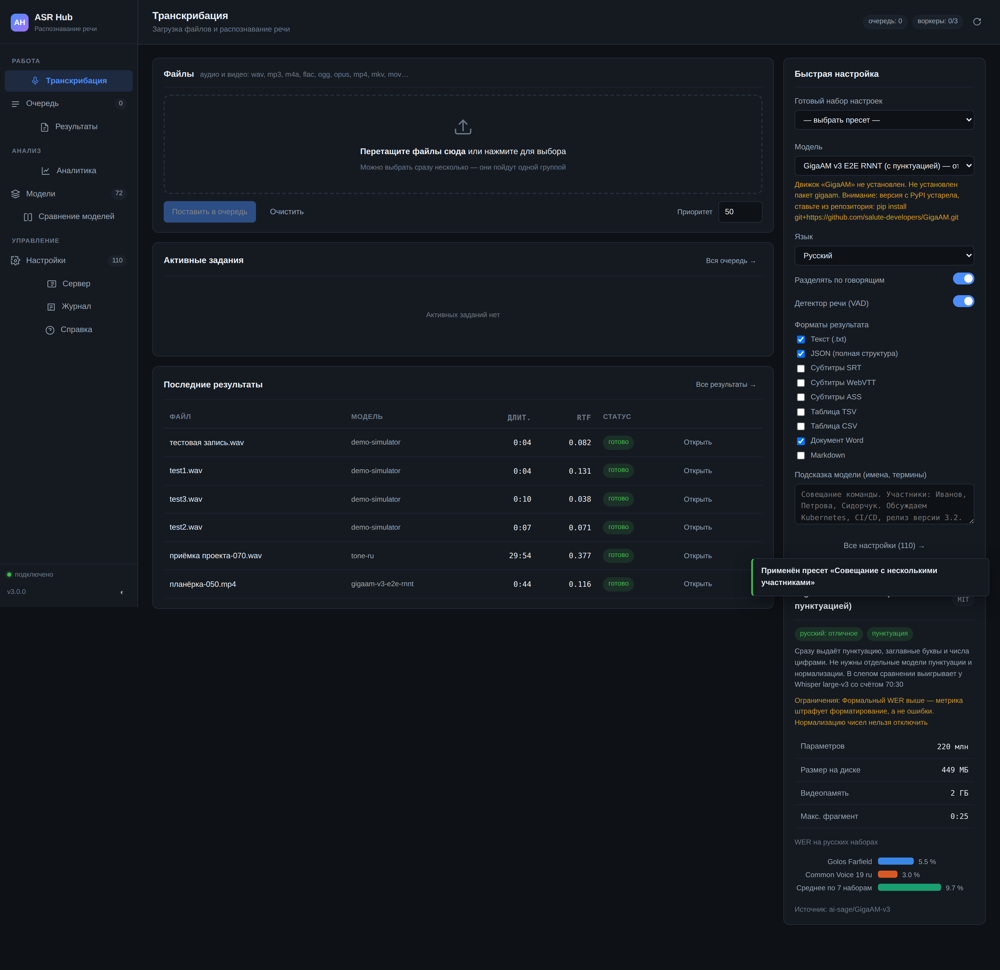 AH
ASR Hub
Распознавание речи
РАБОТА
Транскрибация
Очередь 0
Результаты
АНАЛИЗ
Аналитика
Модели 72
Сравнение моделей
УПРАВЛЕНИЕ
Настройки 110
Сервер
Журнал
Справка
подключено
v3.0.0
Транскрибация
Загрузка файлов и распознавание речи
очередь: 0 воркеры: 0/3
Файлы аудио и видео: wav, mp3, m4a, flac, ogg, opus, mp4, mkv, mov…
Перетащите файлы сюда или нажмите для выбора
Можно выбрать сразу несколько — они пойдут одной группой
Поставить в очередь Очистить Приоритет 50
Активные задания Вся очередь →
Активных заданий нет
Последние результаты Все результаты →
ФАЙЛ МОДЕЛЬ ДЛИТ. RTF СТАТУС
тестовая запись.wav demo-simulator 0:04 0.082 готово Открыть
test1.wav demo-simulator 0:04 0.131 готово Открыть
test3.wav demo-simulator 0:10 0.038 готово Открыть
test2.wav demo-simulator 0:07 0.071 готово Открыть
приёмка проекта-070.wav tone-ru 29:54 0.377 готово Открыть
планёрка-050.mp4 gigaam-v3-e2e-rnnt 0:44 0.116 готово Открыть
Быстрая настройка
Готовый набор настроек
— выбрать пресет —
Модель
GigaAM v3 E2E RNNT (с пунктуацией) —
Движок «GigaAM» не установлен. Не установлен
пакет gigaam. Внимание: версия с PyPI устарела,
ставьте из репозитория: pip install
git+https://github.com/salute-developers/GigaAM.git
Язык
Русский
Разделять по говорящим
Детектор речи (VAD)
Форматы результата
Текст (.txt)
JSON (полная структура)
Субтитры SRT
Субтитры WebVTT
Субтитры ASS
Таблица TSV
Таблица CSV
Документ Word
Markdown
Подсказка модели (имена, термины)
Совещание команды. Участники: Иванов,
Петрова, Сидорчук. Обсуждаем
Kubernetes, CI/CD, релиз версии 3.2.
Все настройки (110) →
Применён пресет «Совещание с несколькими
участниками»
пунктуацией) MIT
русский: отличное пунктуация
Сразу выдаёт пунктуацию, заглавные буквы и числа
цифрами. Не нужны отдельные модели пунктуации и
нормализации. В слепом сравнении выигрывает у
Whisper large-v3 со счётом 70:30
Ограничения: Формальный WER выше — метрика
штрафует форматирование, а не ошибки.
Нормализацию чисел нельзя отключить
Параметров 220 млн
Размер на диске 449 МБ
Видеопамять 2 ГБ
Макс. фрагмент 0:25
WER на русских наборах
Golos Farfield 5.5 %
Common Voice 19 ru 3.0 %
Среднее по 7 наборам 9.7 %
Источник: ai-sage/GigaAM-v3